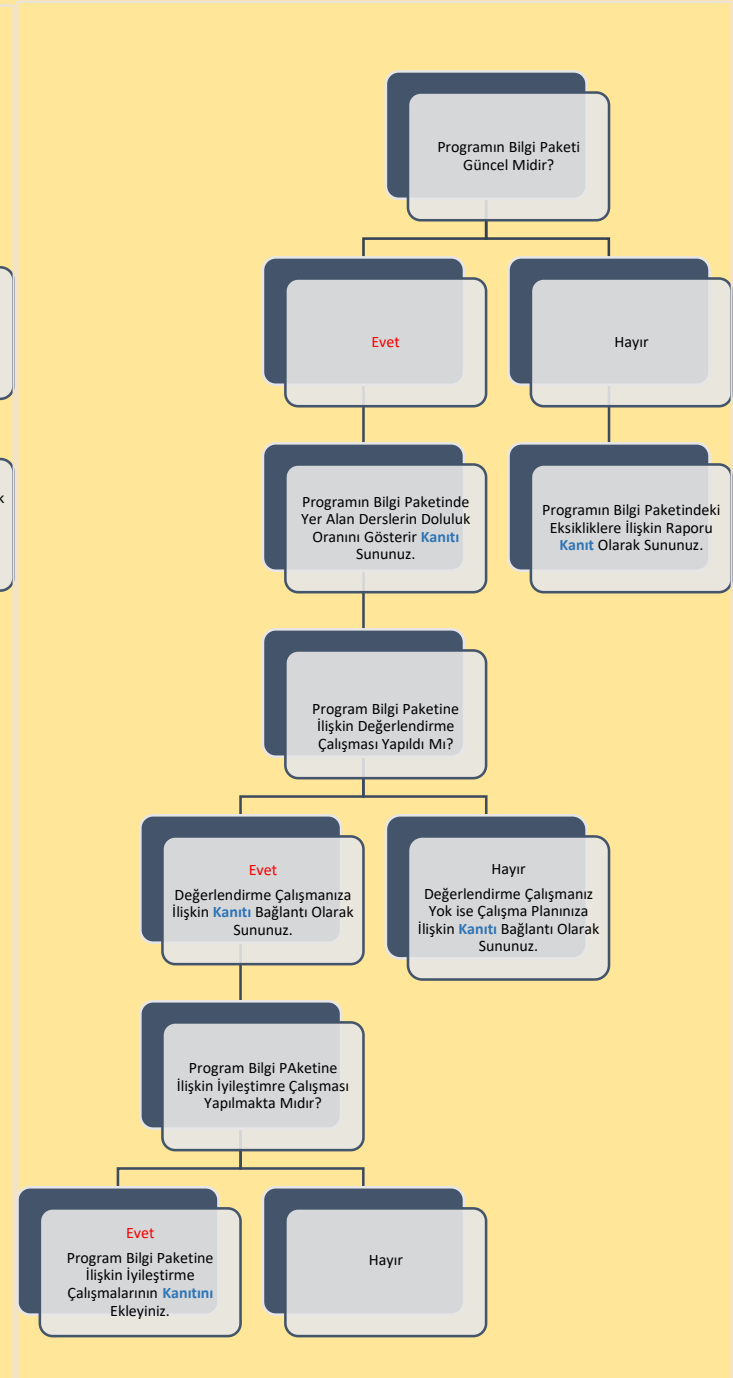 Programın Bilgi Paketi
Güncel Midir?
Evet
Hayır
k
Programın Bilgi Paketinde
Yer Alan Derslerin Doluluk
Oranını Gösterir Kanıtı
Sununuz.
Programın Bilgi Paketindeki
Eksikliklere İlişkin Raporu
Kanıt Olarak Sununuz.
Program Bilgi Paketine
İlişkin Değerlendirme
Çalışması Yapıldı Mı?
Evet
Değerlendirme Çalışmanıza
İlişkin Kanıtı Bağlantı Olarak
Sununuz.
Hayır
Değerlendirme Çalışmanız
Yok ise Çalışma Planınıza
İlişkin Kanıtı Bağlantı Olarak
Sununuz.
Program Bilgi PAketine
İlişkin İyileştimre Çalışması
Yapılmakta Mıdır?
Evet
Program Bilgi Paketine
İlişkin İyileştirme
Çalışmalarının Kanıtını
Ekleyiniz.
Hayır